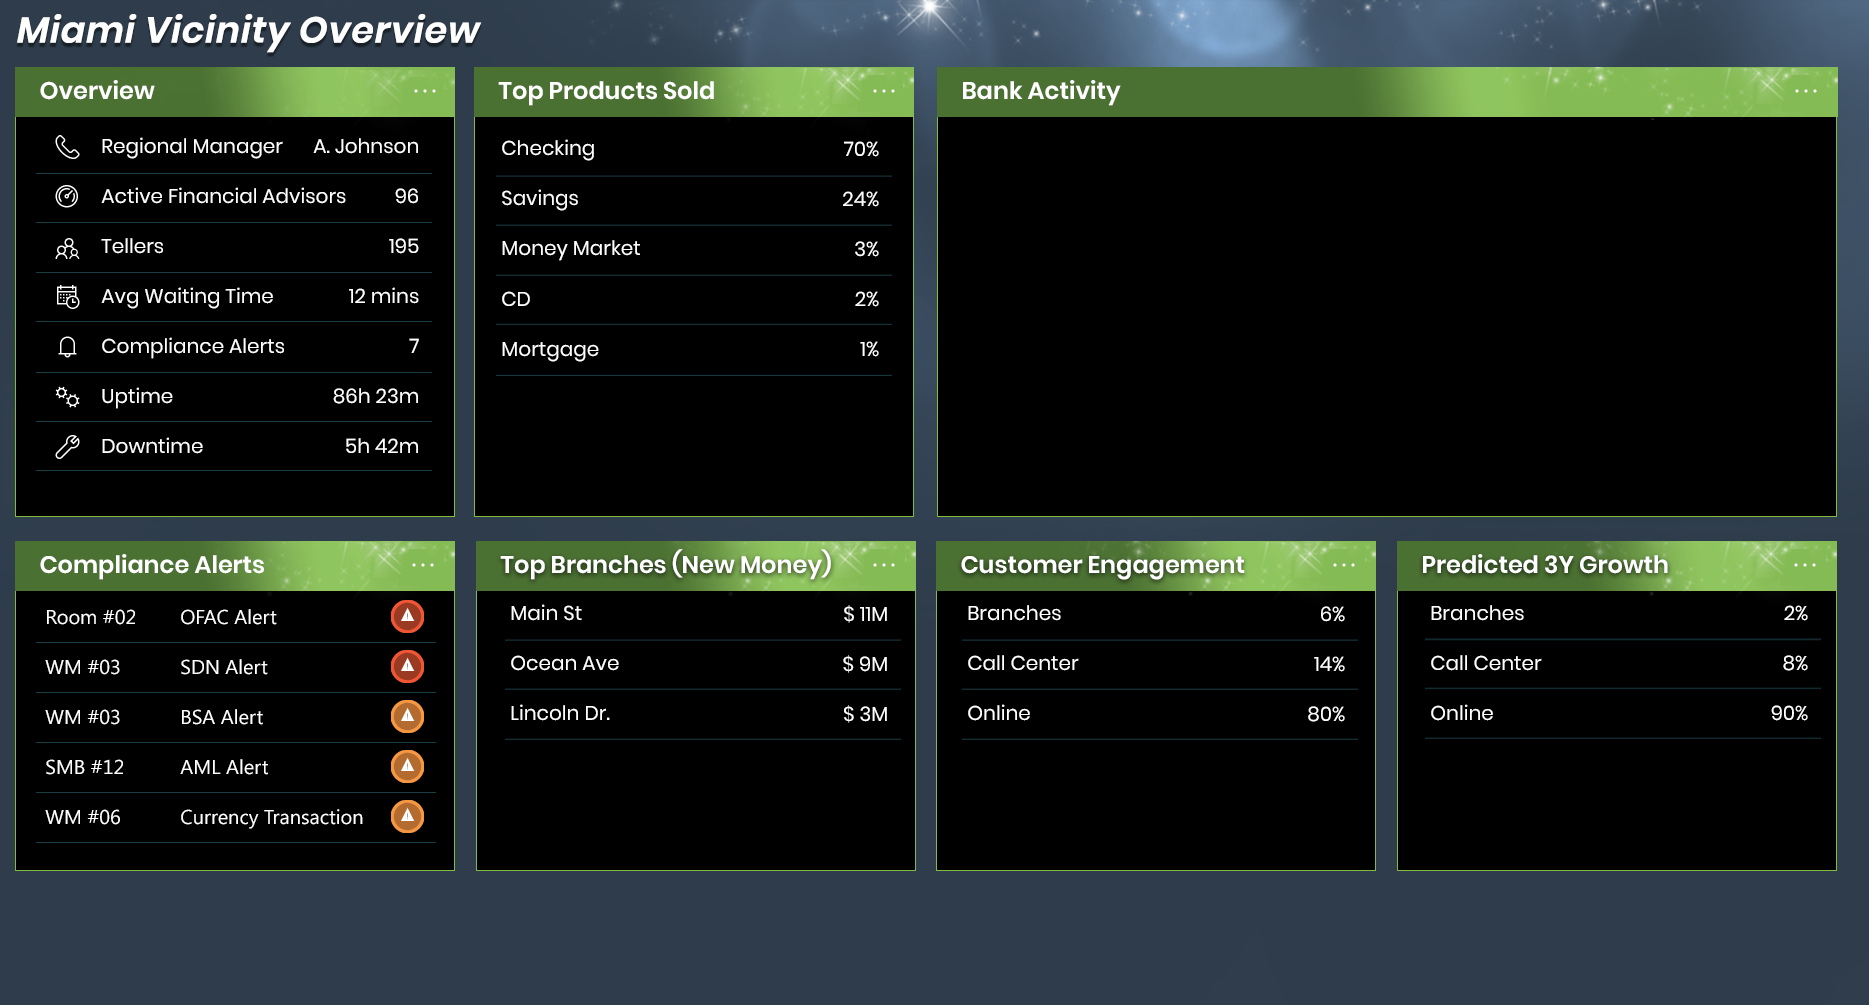 Miami Vicinity Overview
Overview ...
Regional Manager A. Johnson
Active Financial Advisors 96
Tellers 195
Avg Waiting Time 12 mins
Compliance Alerts 7
Uptime 86h 23m
Downtime 5h 42m
Top Products Sold ...
Checking 70%
Savings 24%
Money Market 3%
CD 2%
Mortgage 1%
Bank Activity ...
Compliance Alerts ...
Room #02 OFAC Alert
WM #03 SDN Alert
WM #03 BSA Alert
SMB #12 AML Alert
WM #06 Currency Transaction
Top Branches (New Money) ...
Main St $ 11M
Ocean Ave $ 9M
Lincoln Dr. $ 3M
Customer Engagement ...
Branches 6%
Call Center 14%
Online 80%
Predicted 3Y Growth ...
Branches 2%
Call Center 8%
Online 90%